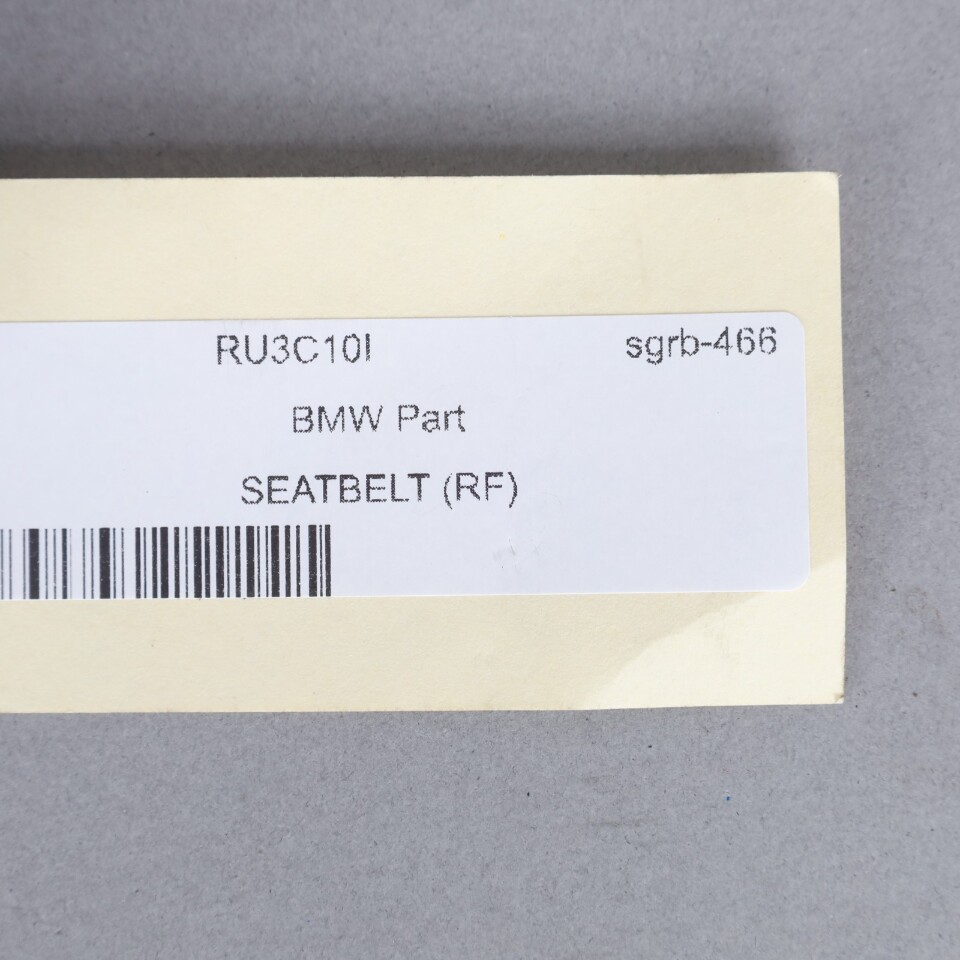 RU3C10I sgrb-466
BMW Part
SEATBELT (RF)